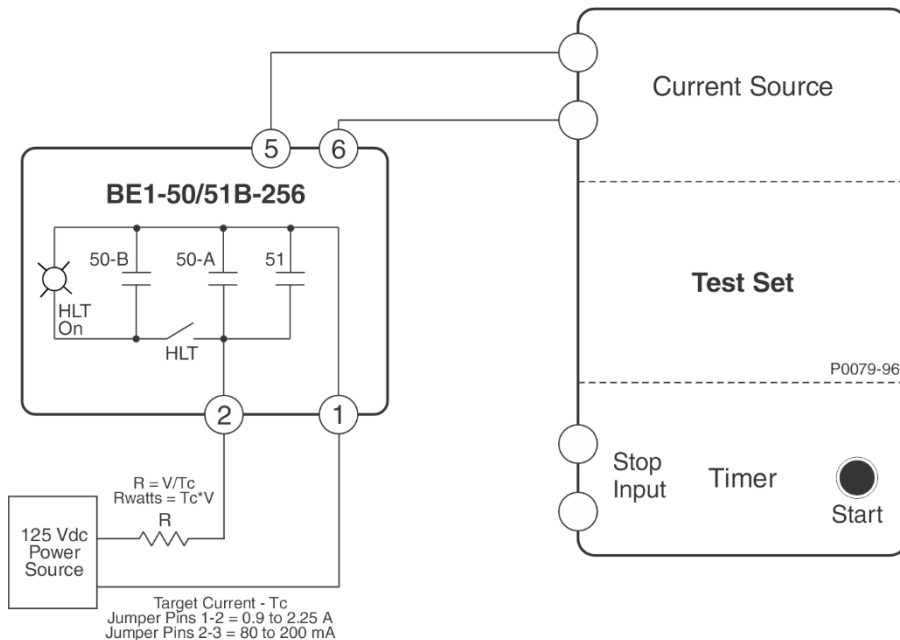 Current Source
5
6
BE1-50/51B-256
50-B
50-A
51
HLT
On
HLT
Test Set
P0079-96
2
1
Stop
Input
Timer
Start
R = V/Tc
Rwatts = Tc*V
R
125 Vdc
Power
Source
Target Current - Tc
Jumper Pins 1-2 = 0.9 to 2.25 A
Jumper Pins 2-3 = 80 to 200 mA